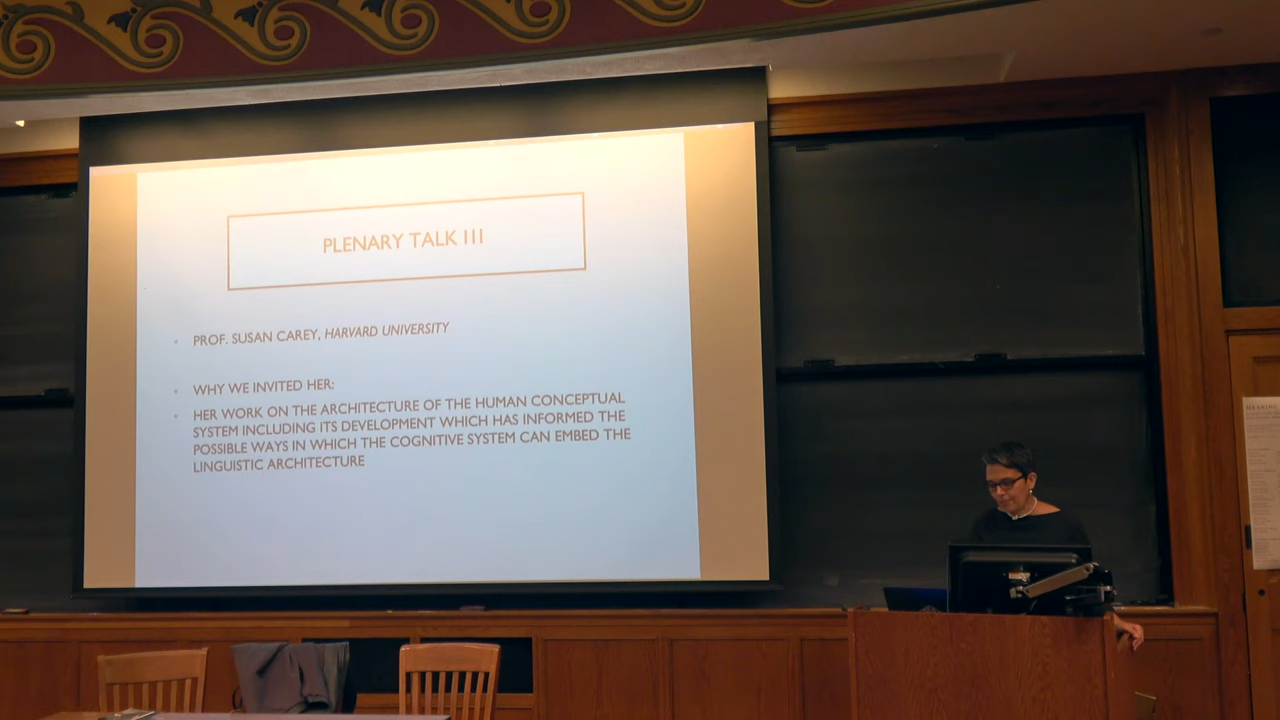 PLENARY TALK III
PROF. SUSAN CAREY, HARVARD UNIVERSITY
WHY WE INVITED HER:
HER WORK ON THE ARCHITECTURE OF THE HUMAN CONCEPTUAL
SYSTEM INCLUDING ITS DEVELOPMENT WHICH HAS INFORMED THE
POSSIBLE WAYS IN WHICH THE COGNITIVE SYSTEM CAN EMBED THE
LINGUISTIC ARCHITECTURE